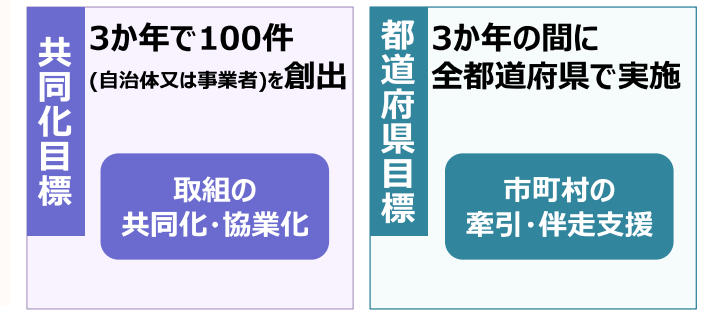 共同化目標
3か年で100件
(自治体又は事業者)を創出
取組の
共同化･協業化
都道府県目標
3か年の間に
全都道府県で実施
市町村の
牽引･伴走支援